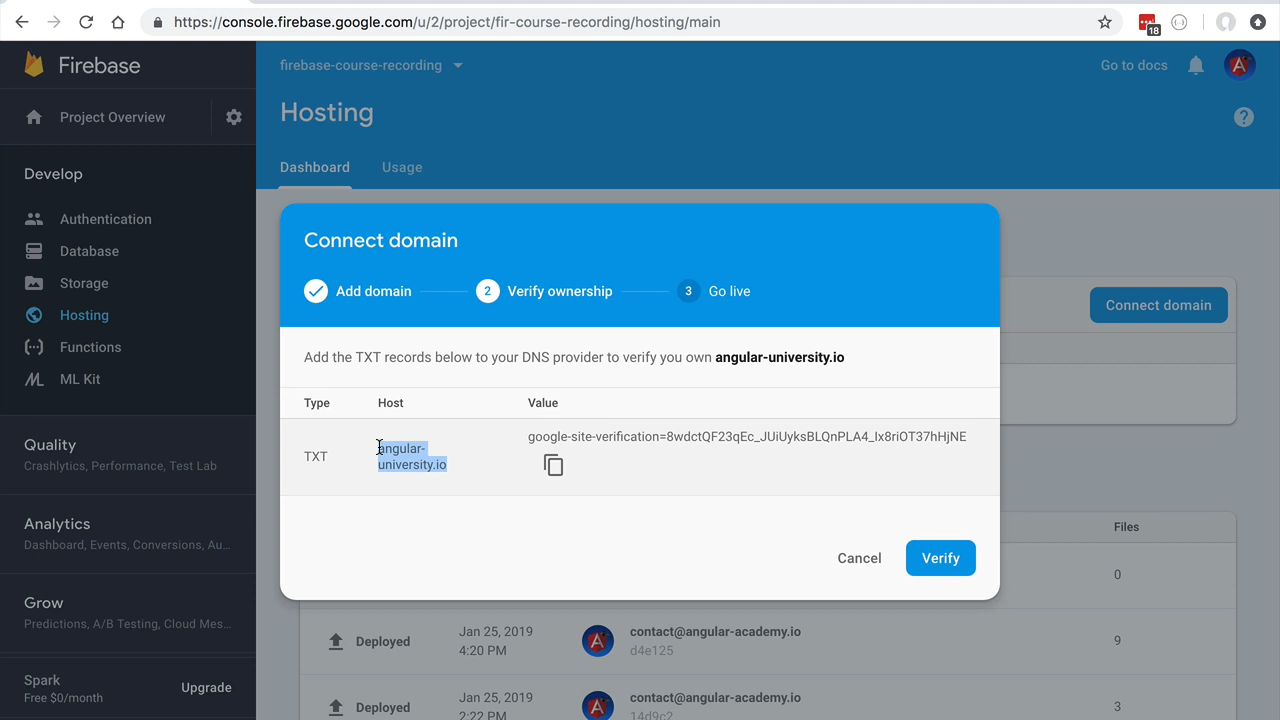 https://console.firebase.google.com/u/2/project/fir-course-recording/hosting/main
18
Firebase
firebase-course-recording
Go to docs
Project Overview
Hosting
Dashboard
Usage
Develop
Authentication
Database
Storage
Hosting
Functions
ML Kit
Quality
Crashlytics, Performance, Test Lab
Analytics
Dashboard, Events, Conversions, Au...
Grow
Predictions, A/B Testing, Cloud Mes...
Spark
Free $0/month
Upgrade
Connect domain
Connect domain
Add domain
2 Verify ownership
3 Go live
Add the TXT records below to your DNS provider to verify you own angular-university.io
Type Host Value
TXT
angular-
university.io
google-site-verification=8wdctQF23qEc_JUiUyksBLQnPLA4_Ix8riOT37hHjNE
Cancel
Verify
Files
0
Deployed
Jan 25, 2019
4:20 PM
contact@angular-academy.io
d4e125
9
Deployed
Jan 25, 2019
2:22 PM
contact@angular-academy.io
14d9c2
3